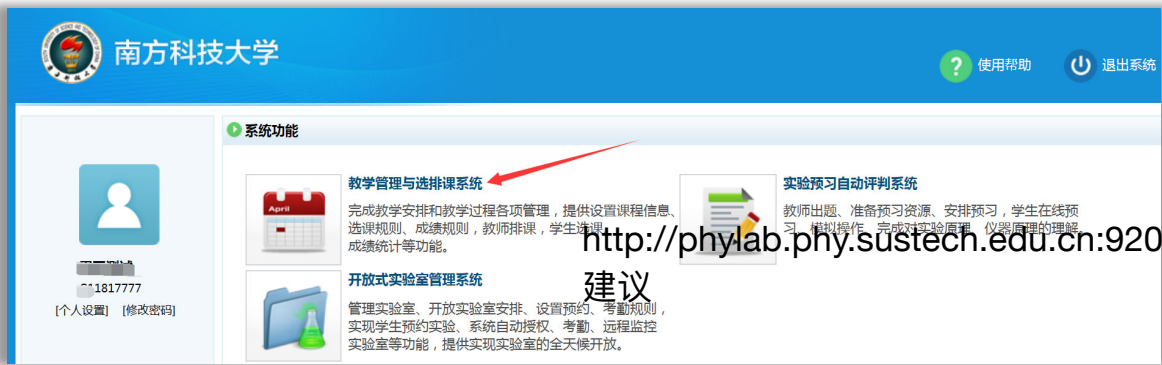 南方科技大学
使用帮助
退出系统
系统功能
教学管理与选排课系统
完成教学安排和教学过程各项管理，提供设置课程信息、
选课规则、成绩规则，教师排课，学生选课、
成绩统计等功能。
实验预习自动评判系统
教师出题、准备预习资源、安排预习，学生在线预
习、模拟操作，完成对实验原理、仪器原理的理解。
http://phylab.phy.sustech.edu.cn:920
建议
开放式实验室管理系统
管理实验室、开放实验室安排、设置预约、考勤规则，
实现学生预约实验、系统自动授权、考勤、远程监控
实验室等功能，提供实现实验室的全天候开放。
April
11817777
[个人设置] [修改密码]